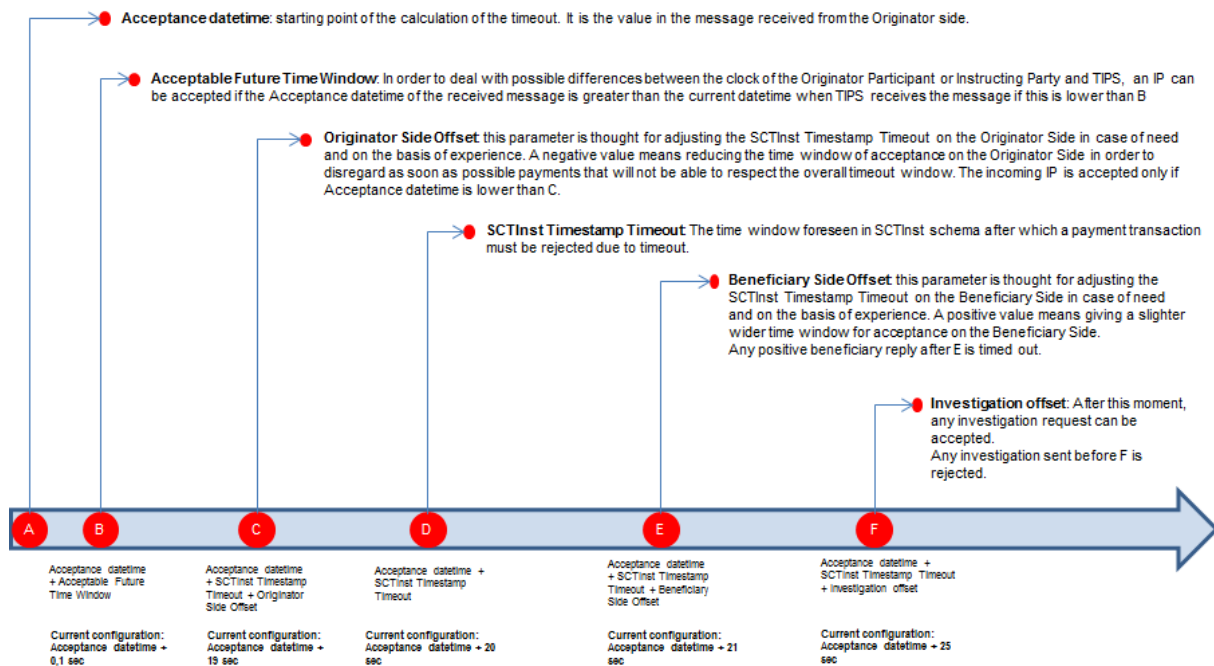 Acceptance datetime: starting point of the calculation of the timeout. It is the value in the message received from the Originator side.
Acceptable Future Time Window: In order to deal with possible differences between the clock of the Originator Participant or Instructing Party and TIPS, an IP can
be accepted if the Acceptance datetime of the received message is greater than the current datetime when TIPS receives the message if this is lower than B
Originator Side Offset: this parameter is thought for adjusting the SCTInst Timestamp Timeout on the Originator Side in case of need
and on the basis of experience. A negative value means reducing the time window of acceptance on the Originator Side in order to
disregard as soon as possible payments that will not be able to respect the overall timeout window. The incoming IP is accepted only if
Acceptance datetime is lower than C.
SCTInst Timestamp Timeout: The time window foreseen in SCTInst schema after which a payment transaction
must be rejected due to timeout.
Beneficiary Side Offset: this parameter is thought for adjusting the
SCTInst Timestamp Timeout on the Beneficiary Side in case of need
and on the basis of experience. A positive value means giving a slighter
wider time window for acceptance on the Beneficiary Side.
Any positive beneficiary reply after E is timed out.
Investigation offset: After this moment,
any investigation request can be
accepted.
Any investigation sent before F is
rejected.
A
B
C
D
E
F
Acceptance datetime
+ Acceptable Future
Time Window
Acceptance datetime
+ SCTInst Timestamp
Timeout + Originator
Side Offset
Acceptance datetime +
SCTInst Timestamp
Timeout
Acceptance datetime
+ SCTInst Timestamp
Timeout + Beneficiary
Side Offset
Acceptance datetime +
SCTInst Timestamp Timeout
+ Investigation offset
Current configuration:
Acceptance datetime +
0,1 sec
Current configuration:
Acceptance datetime +
19 sec
Current configuration:
Acceptance datetime + 20
sec
Current configuration:
Acceptance datetime + 21
sec
Current configuration:
Acceptance datetime + 25
sec